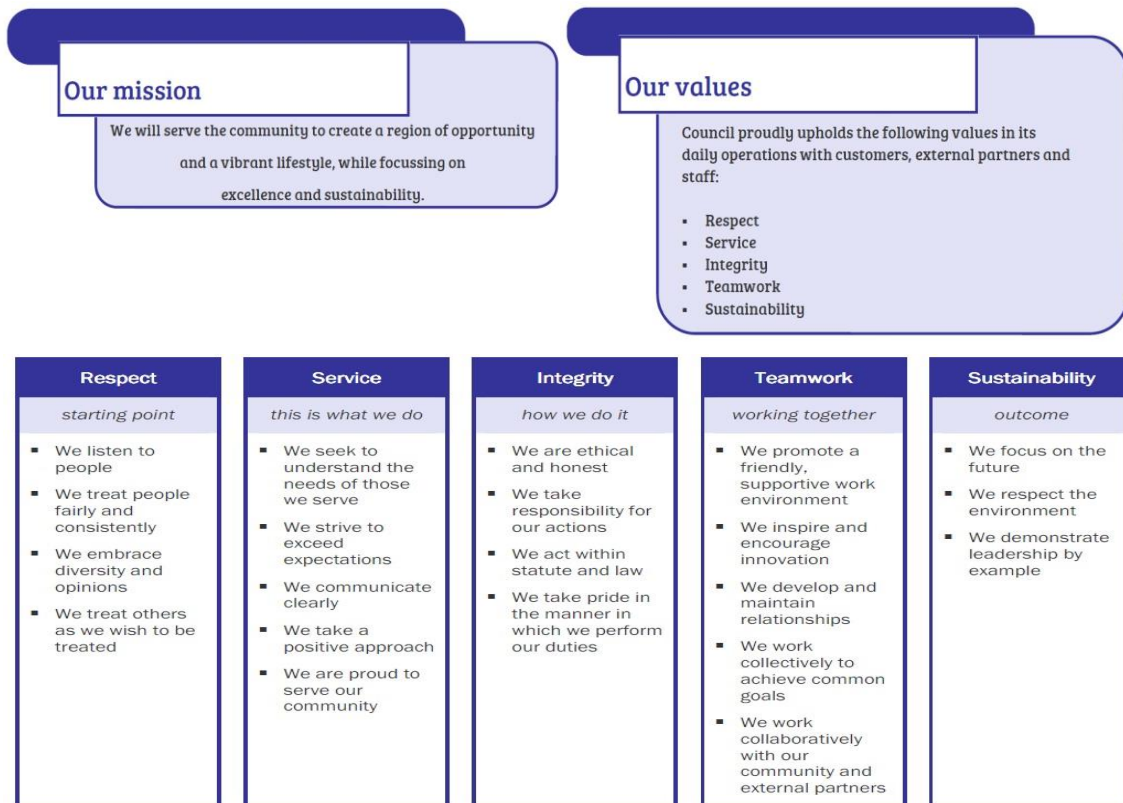 Our mission
We will serve the community to create a region of opportunity
and a vibrant lifestyle, while focussing on
excellence and sustainability.
Our values
Council proudly upholds the following values in its
daily operations with customers, external partners and
staff:
▪ Respect
▪ Service
▪ Integrity
▪ Teamwork
▪ Sustainability
Respect
starting point
▪ We listen to
people
▪ We treat people
fairly and
consistently
▪ We embrace
diversity and
opinions
▪ We treat others
as we wish to be
treated
Service
this is what we do
▪ We seek to
understand the
needs of those
we serve
▪ We strive to
exceed
expectations
▪ We communicate
clearly
▪ We take a
positive approach
▪ We are proud to
serve our
community
Integrity
how we do it
▪ We are ethical
and honest
▪ We take
responsibility for
our actions
▪ We act within
statute and law
▪ We take pride in
the manner in
which we perform
our duties
Teamwork
working together
▪ We promote a
friendly,
supportive work
environment
▪ We inspire and
encourage
innovation
▪ We develop and
maintain
relationships
▪ We work
collectively to
achieve common
goals
▪ We work
collaboratively
with our
community and
external partners
Sustainability
outcome
▪ We focus on the
future
▪ We respect the
environment
▪ We demonstrate
leadership by
example